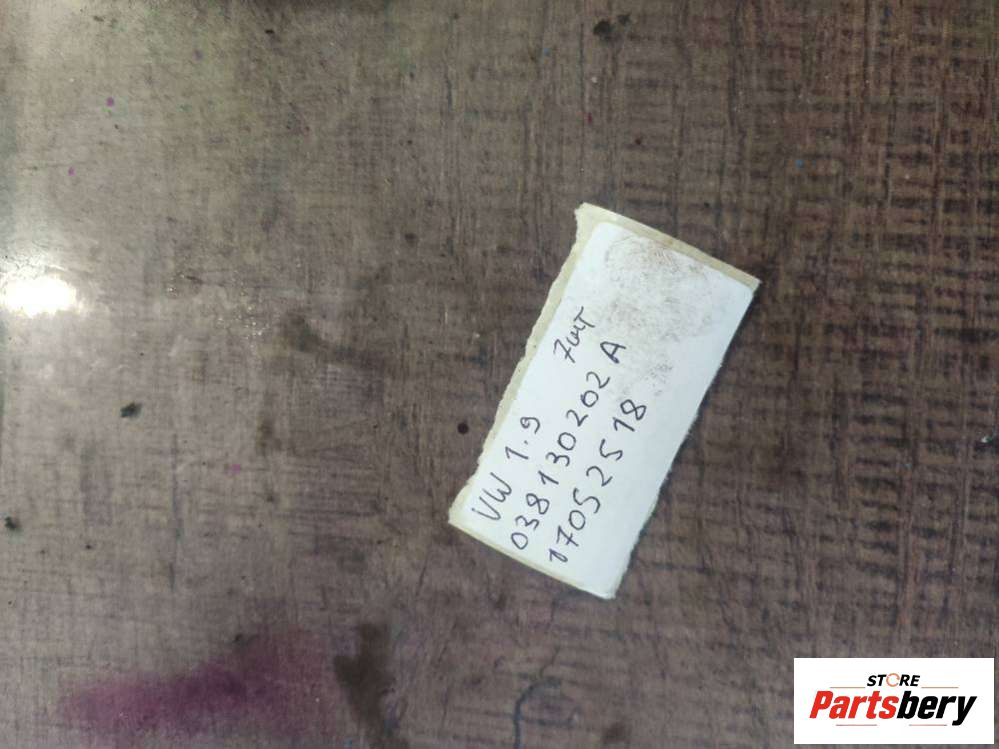 VW 1.9 7шт
038130202 A
17052518
STORE
Partsbery